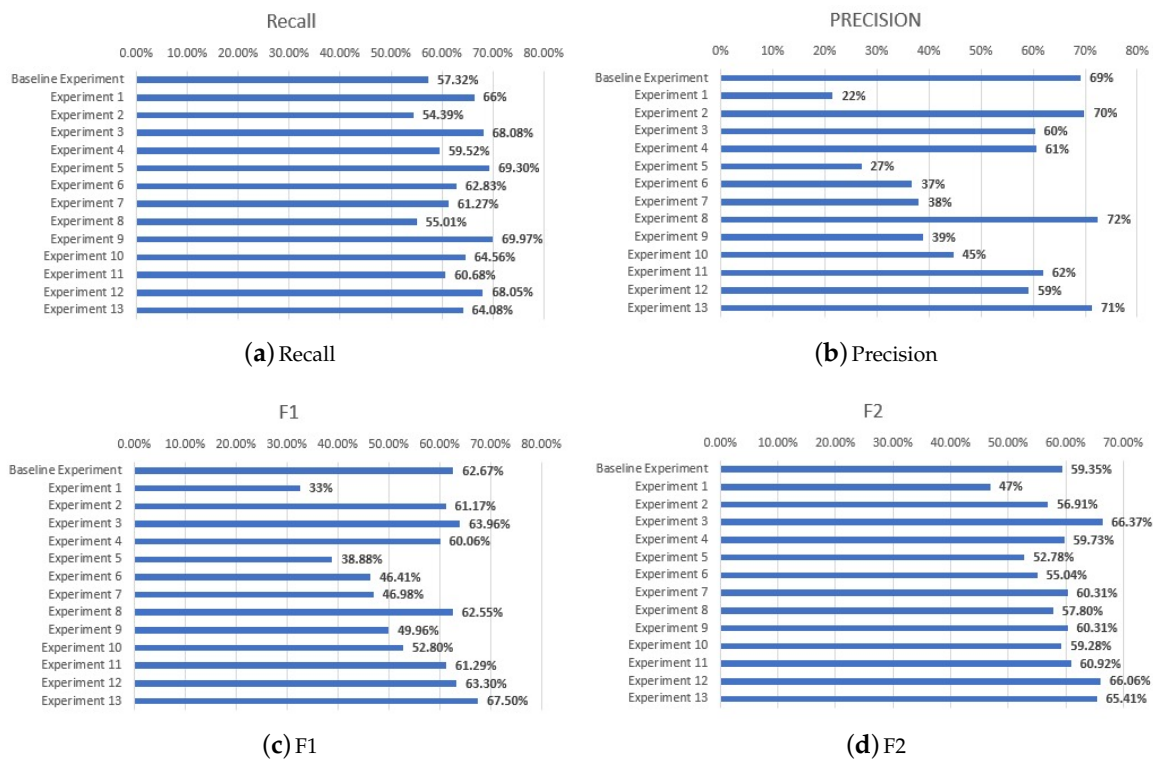 Recall
0.00% 10.00% 20.00% 30.00% 40.00% 50.00% 60.00% 70.00% 80.00%
Baseline Experiment 57.32%
Experiment 1 66%
Experiment 2 54.39%
Experiment 3 68.08%
Experiment 4 59.52%
Experiment 5 69.30%
Experiment 6 62.83%
Experiment 7 61.27%
Experiment 8 55.01%
Experiment 9 69.97%
Experiment 10 64.56%
Experiment 11 60.68%
Experiment 12 68.05%
Experiment 13 64.08%
(a) Recall
PRECISION
0% 10% 20% 30% 40% 50% 60% 70% 80%
Baseline Experiment 69%
Experiment 1 22%
Experiment 2 70%
Experiment 3 60%
Experiment 4 61%
Experiment 5 27%
Experiment 6 37%
Experiment 7 38%
Experiment 8 72%
Experiment 9 39%
Experiment 10 45%
Experiment 11 62%
Experiment 12 59%
Experiment 13 71%
(b) Precision
F1
0.00% 10.00% 20.00% 30.00% 40.00% 50.00% 60.00% 70.00% 80.00%
Baseline Experiment 62.67%
Experiment 1 33%
Experiment 2 61.17%
Experiment 3 63.96%
Experiment 4 60.06%
Experiment 5 38.88%
Experiment 6 46.41%
Experiment 7 46.98%
Experiment 8 62.55%
Experiment 9 49.96%
Experiment 10 52.80%
Experiment 11 61.29%
Experiment 12 63.30%
Experiment 13 67.50%
(c) F1
F2
0.00% 10.00% 20.00% 30.00% 40.00% 50.00% 60.00% 70.00%
Baseline Experiment 59.35%
Experiment 1 47%
Experiment 2 56.91%
Experiment 3 66.37%
Experiment 4 59.73%
Experiment 5 52.78%
Experiment 6 55.04%
Experiment 7 60.31%
Experiment 8 57.80%
Experiment 9 60.31%
Experiment 10 59.28%
Experiment 11 60.92%
Experiment 12 66.06%
Experiment 13 65.41%
(d) F2